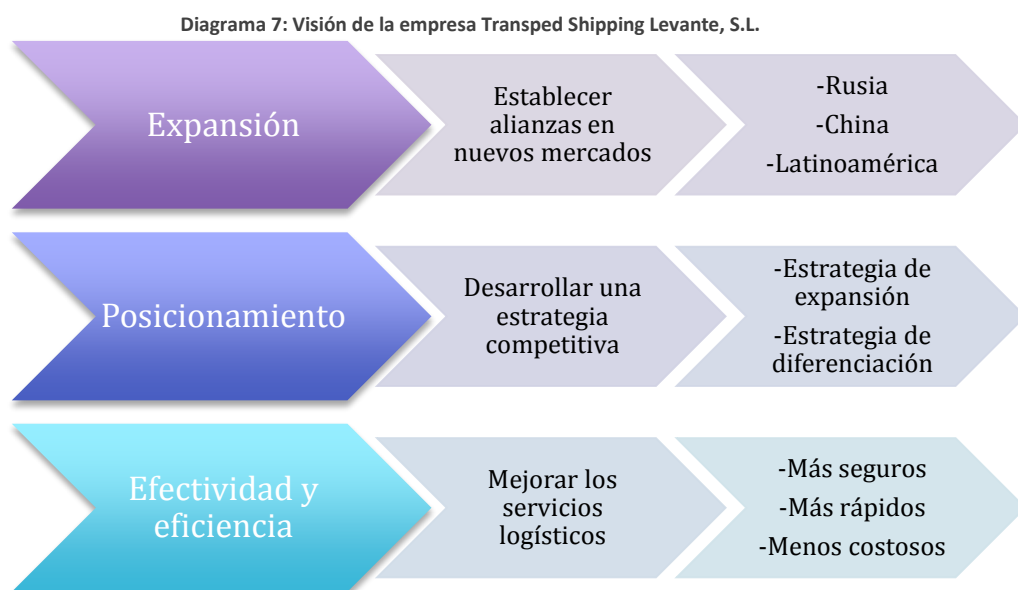 Diagrama 7: Visión de la empresa Transped Shipping Levante, S.L.
Expansión
Establecer
alianzas en
nuevos mercados
-Rusia
-China
-Latinoamérica
Posicionamiento
Desarrollar una
estrategia
competitiva
-Estrategia de
expansión
-Estrategia de
diferenciación
Efectividad y
eficiencia
Mejorar los
servicios
logísticos
-Más seguros
-Más rápidos
-Menos costosos